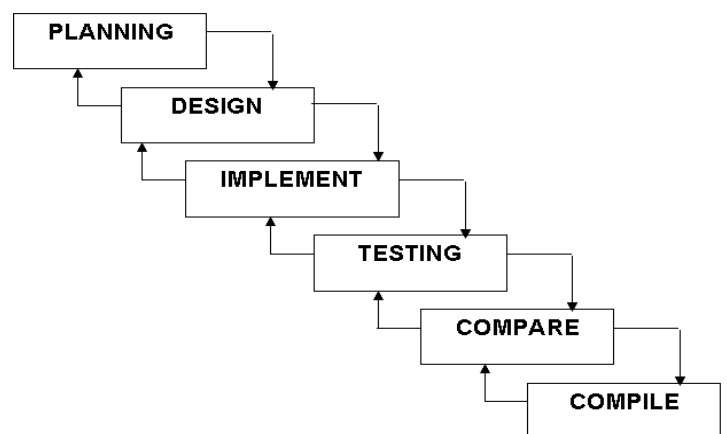 PLANNING
DESIGN
IMPLEMENT
TESTING
COMPARE
COMPILE